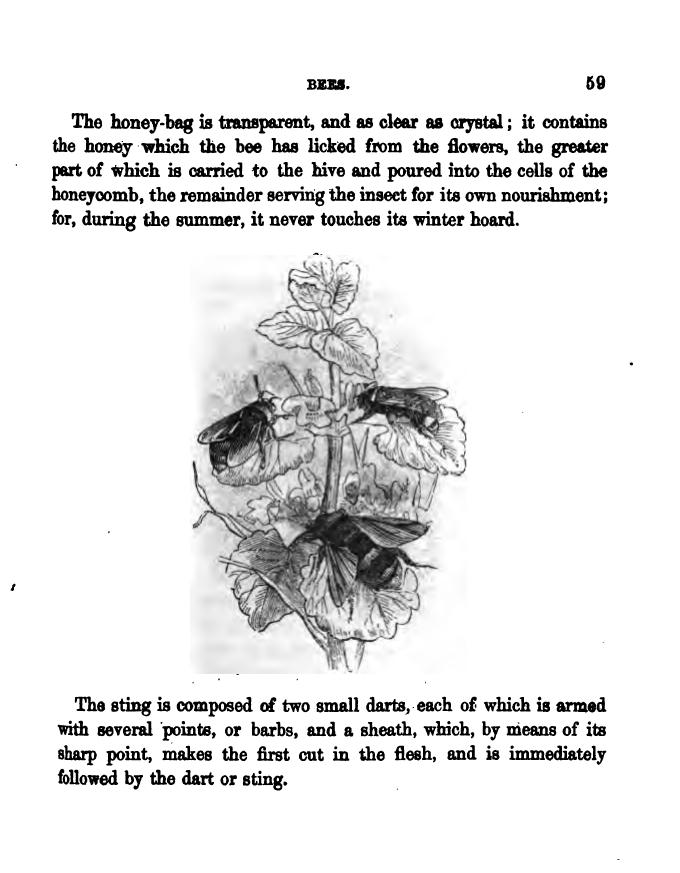 BEES. 59
The honey-bag is transparent, and as clear as crystal; it contains
the honey which the bee has licked from the flowers, the greater
part of which is carried to the hive and poured into the cells of the
honeycomb, the remainder serving the insect for its own nourishment;
for, during the summer, it never touches its winter hoard.
The sting is composed of two small darts, each of which is armed
with several points, or barbs, and a sheath, which, by means of its
sharp point, makes the first cut in the flesh, and is immediately
followed by the dart or sting.